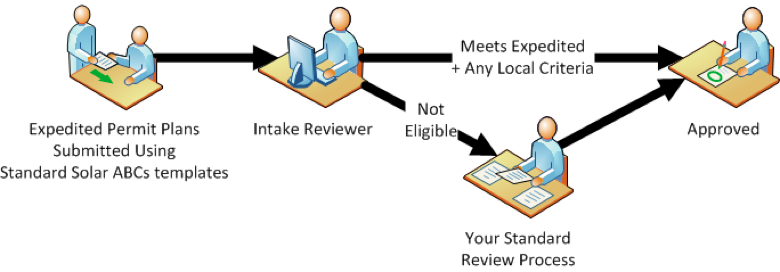 Meets Expedited
+ Any Local Criteria
Not
Eligible
Expedited Permit Plans
Submitted Using
Standard Solar ABCs templates
Intake Reviewer
Approved
Your Standard
Review Process